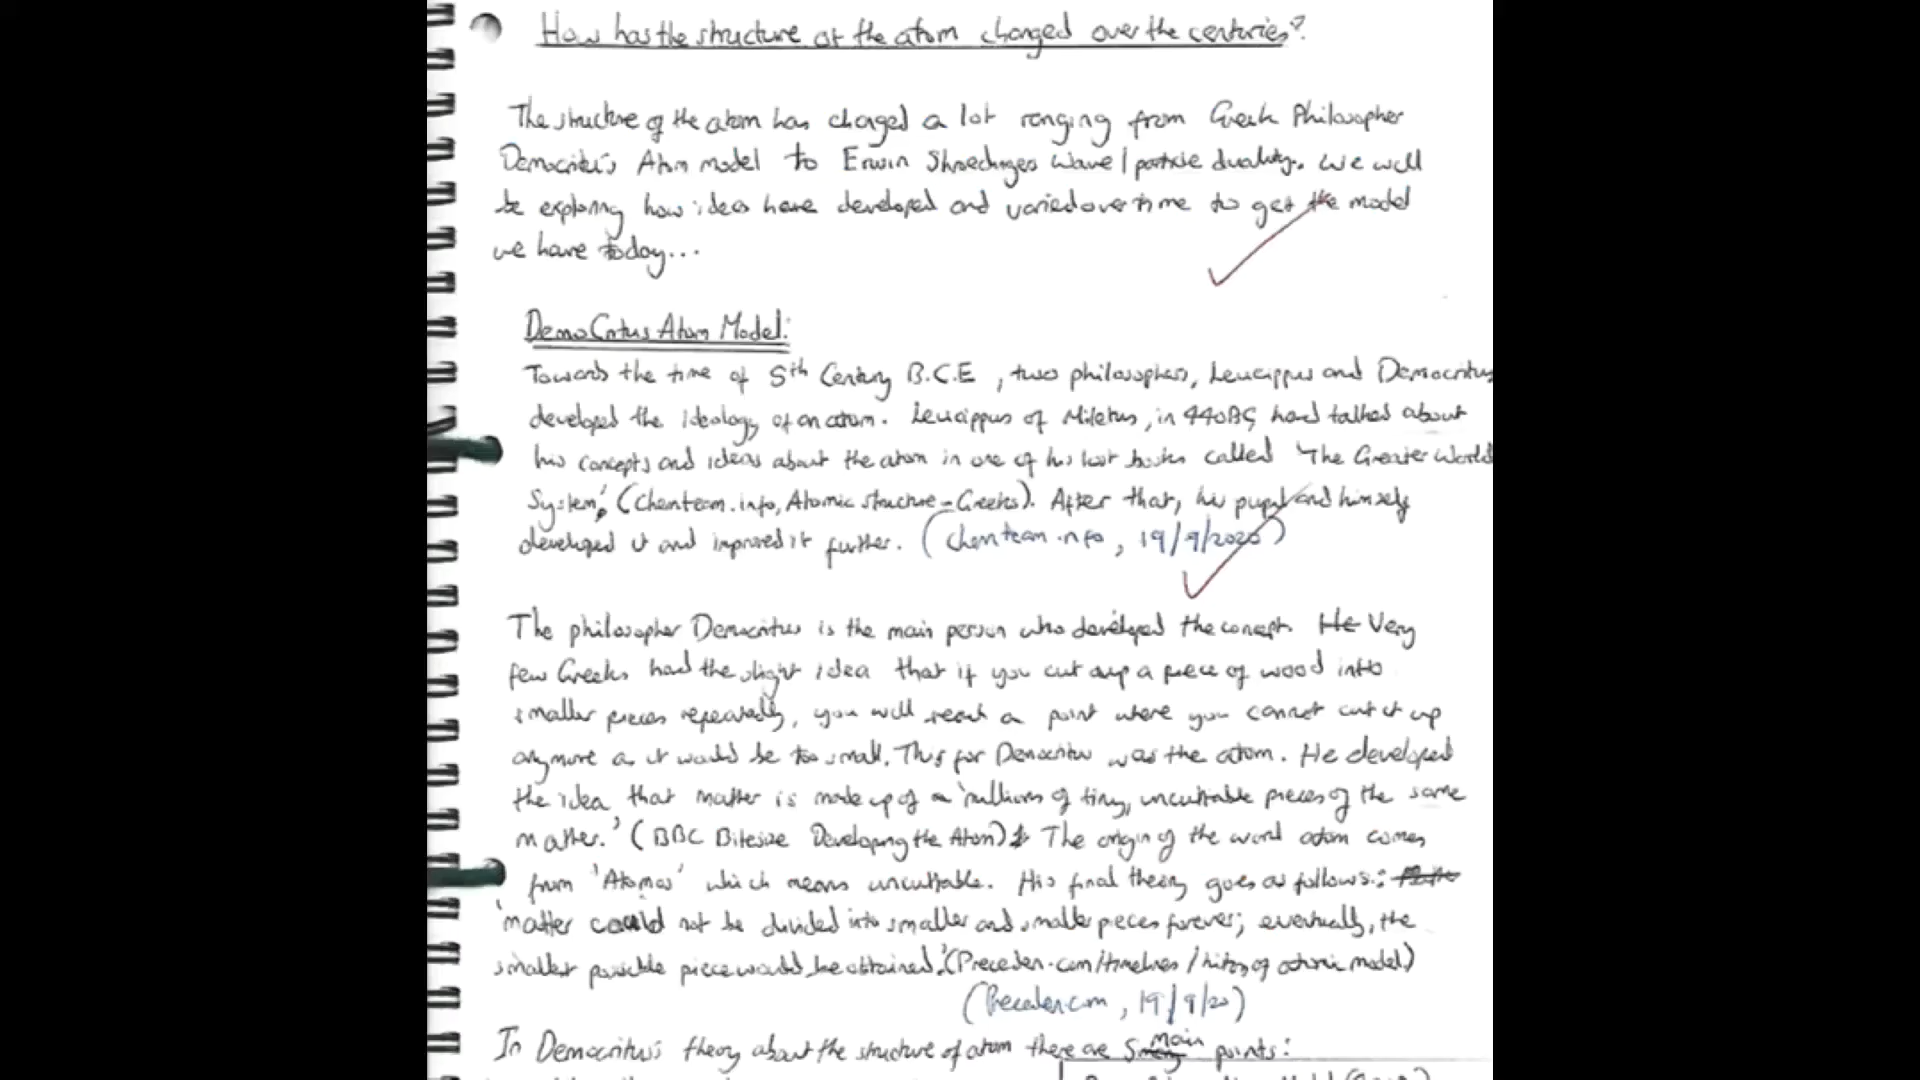 How has the structure of the atom changed over the centuries?
The structure of the atom has changed a lot ranging from Greek Philosopher
Democritus's Atom model to Erwin Shroedingers Wave/particle duality. We will
be exploring how ideas have developed and varied over time to get the model
we have today...
Democritus Atom Model:
Towards the time of 5th Century B.C.E, two philosophers, Leucippus and Democritus
developed the ideology of an atom. Leucippus of Miletus, in 440BC, had talked about
his concepts and ideas about the atom in one of his lost books called 'The Greater World
System', (Chemteam.info, Atomic structure-Greeks). After that, his pupil and himself
developed it and improved it further. (Chemteam.info, 19/9/2020)
The philosopher Democritus is the main person who developed the concept. He Very
few Greeks had the slight idea that if you cut up a piece of wood into
smaller pieces repeatedly, you will reach a point where you cannot cut it up
anymore as it would be too small. This for Democritus was the atom. He developed
the idea that matter is made up of 'millions of tiny, uncuttable pieces of the same
matter.' (BBC Bitesize Developing the Atom) The origin of the word atom comes
from 'Atomos' which means uncuttable. His final theory goes as follows:
'matter could not be divided into smaller and smaller pieces forever; eventually, the
smallest possible piece would be obtained.' (Preceden.com/timelines/history of atomic model)
(Preceden.com, 19/9/20)
In Democritus's theory about the structure of atom there are 5 main points: